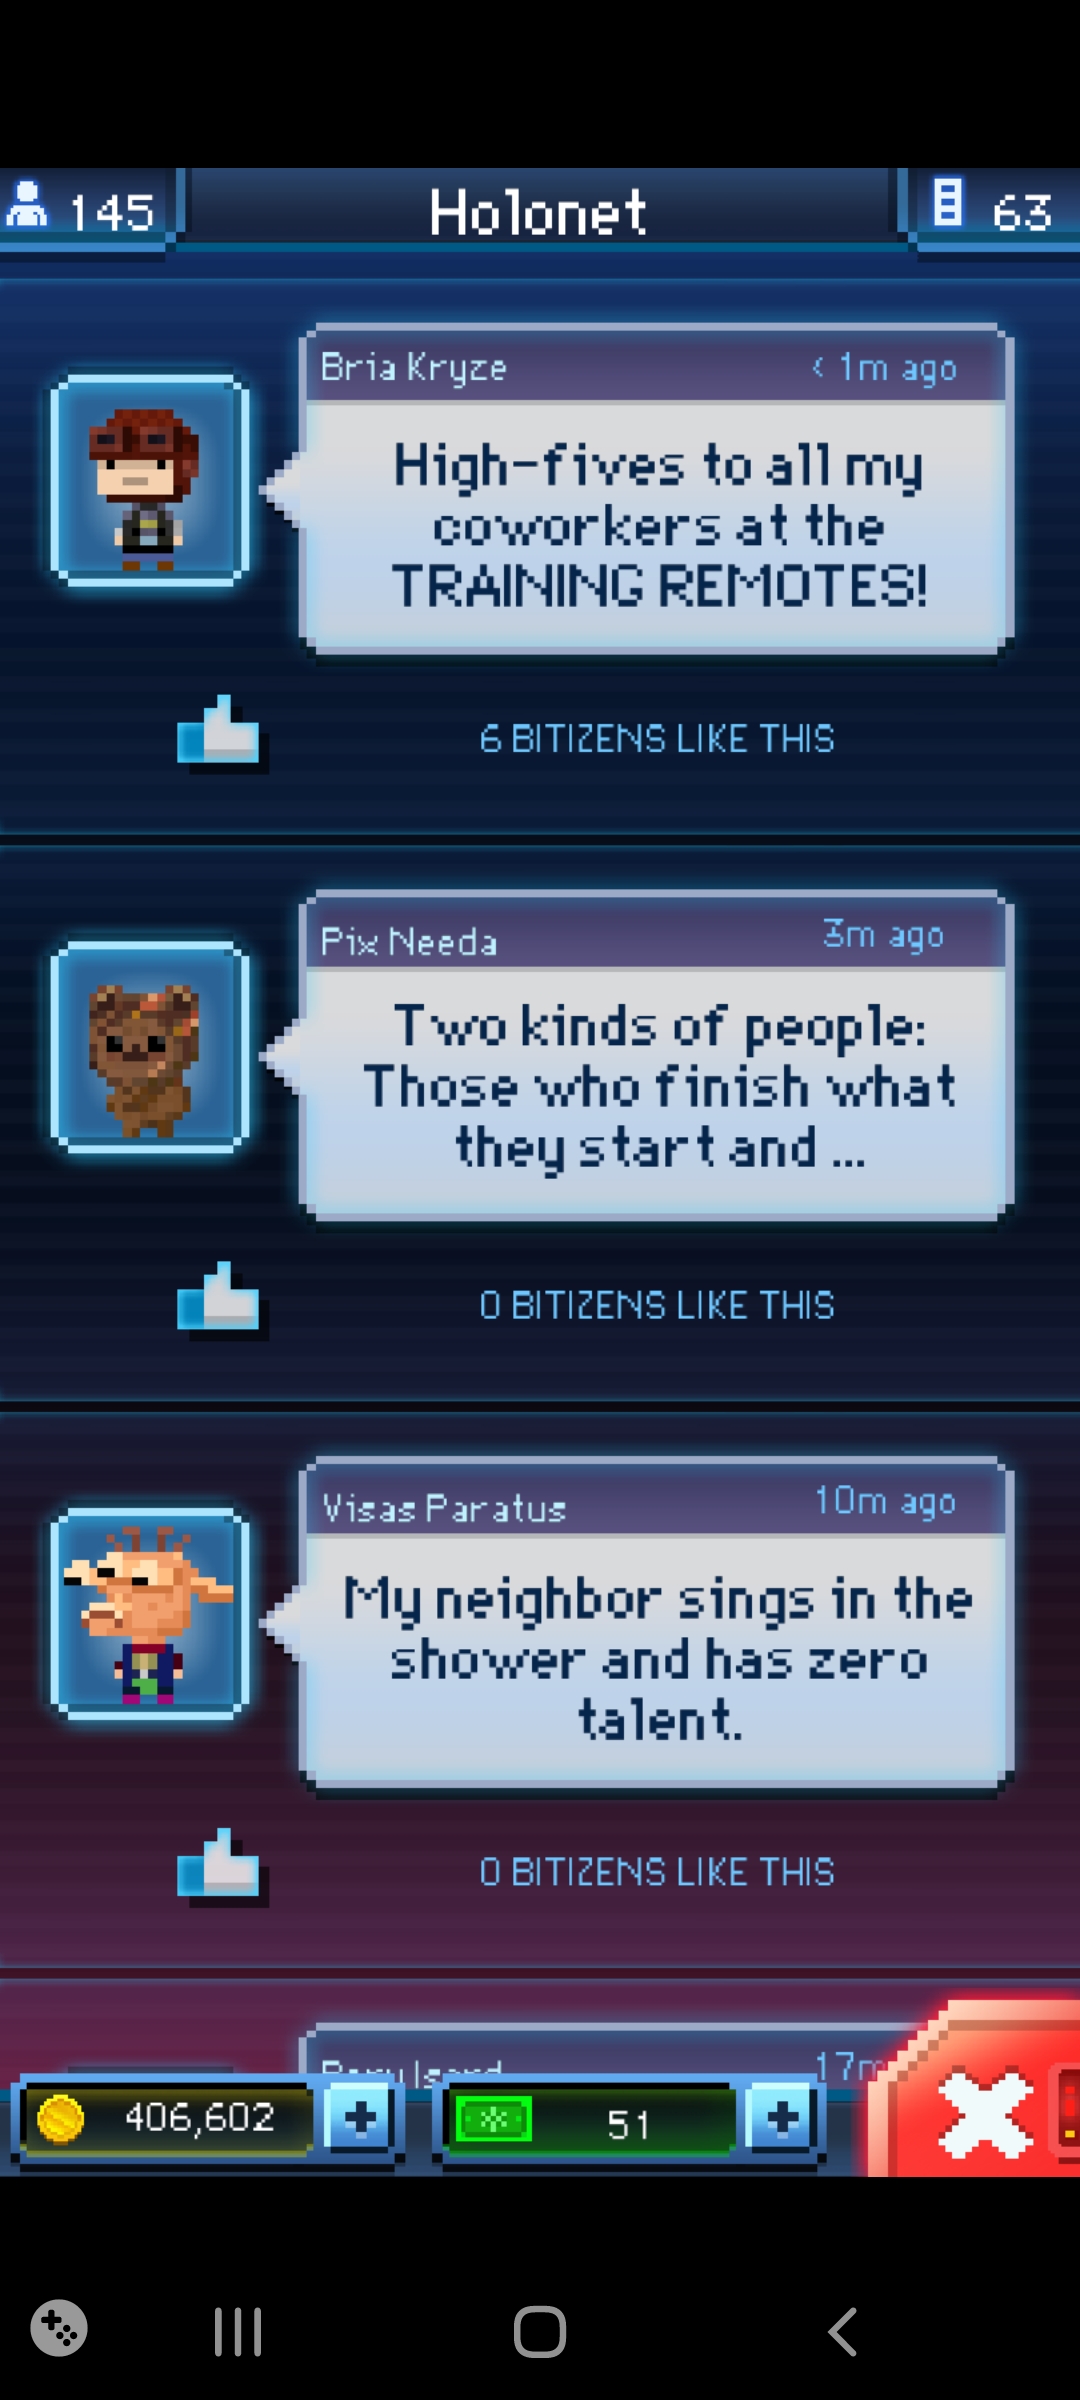 145
Holonet
63
Bria Kryze
< 1m ago
High-fives to all my
coworkers at the
TRAINING REMOTES!
6 BITIZENS LIKE THIS
Pix Needa
3m ago
Two kinds of people:
Those who finish what
they start and ...
0 BITIZENS LIKE THIS
Visas Paratus
10m ago
My neighbor sings in the
shower and has zero
talent.
0 BITIZENS LIKE THIS
17m
406,602
51